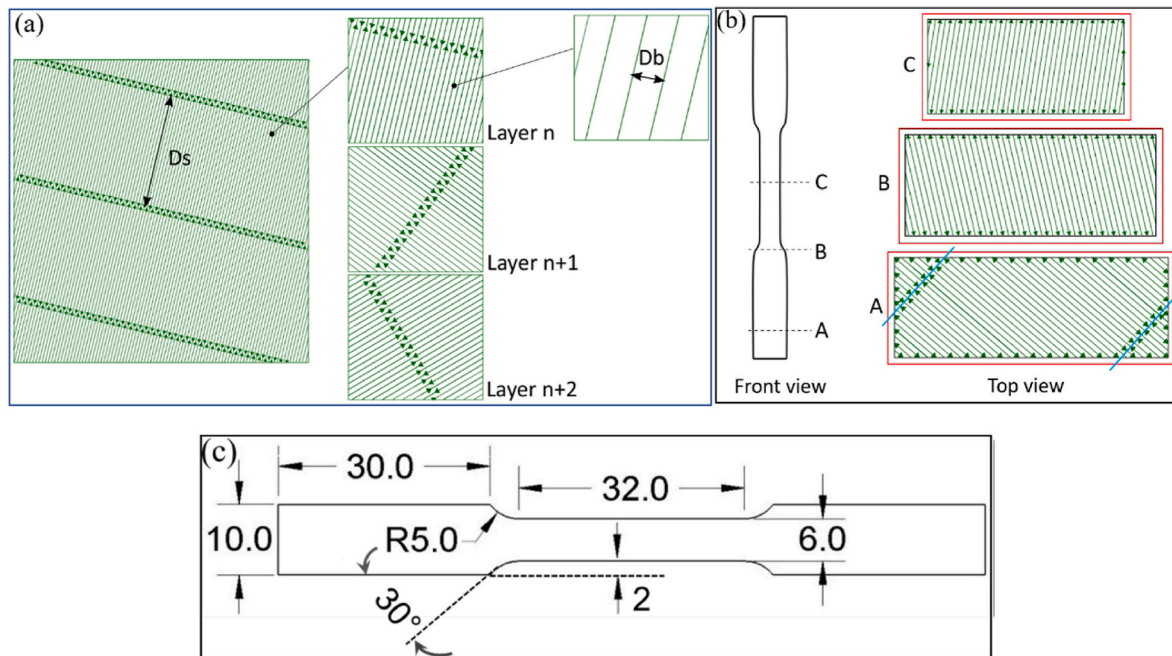 (a)
Ds
Db
Layer n
Layer n+1
Layer n+2
(b)
C
B
A
Front view
C
B
A
Top view
(c)
30.0
32.0
10.0
R5.0
6.0
2
30°